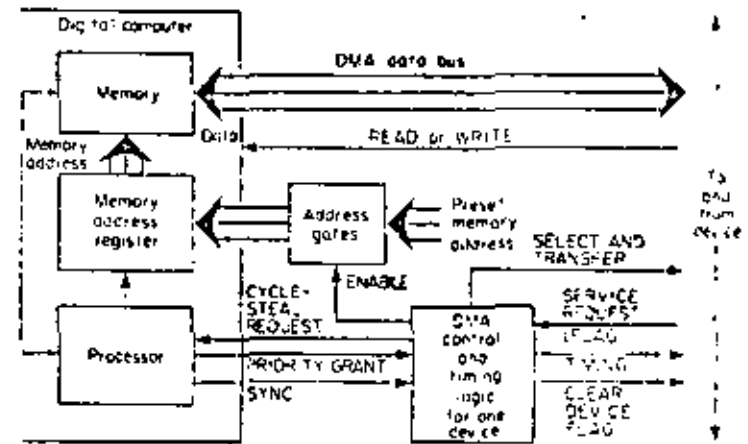 Digital computer
DMA data bus
Memory
Data
READ or WRITE
Memory
address
Memory
address
register
Address
gates
Preset
memory
address
To
and
from
device
SELECT AND
TRANSFER
ENABLE
CYCLE-
STEAL
REQUEST
SERVICE
REQUEST
(FLAG)
Processor
DMA
control
and
timing
logic
for one
device
PRIORITY GRANT
TIMING
SYNC
CLEAR
DEVICE
FLAG